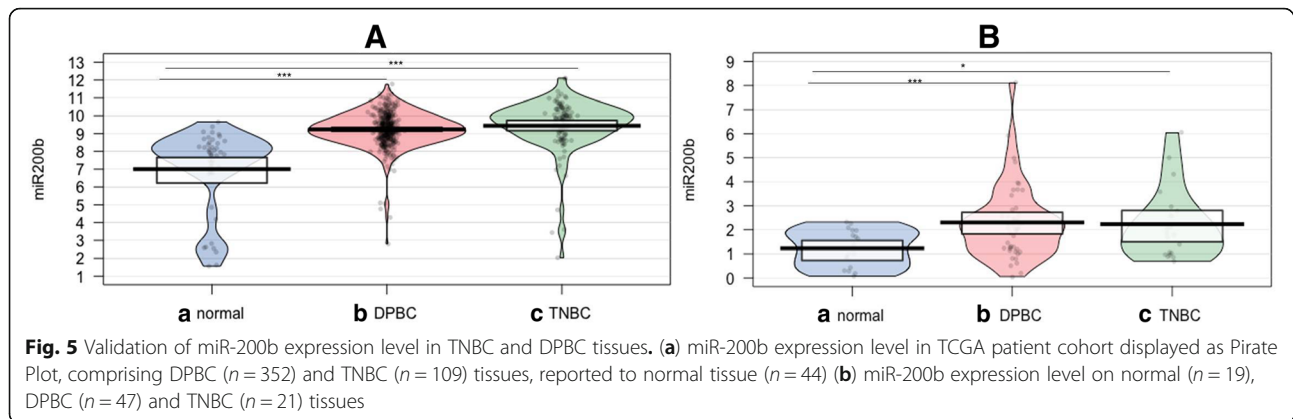 A
B
13
12
11
10
9
8
7
6
5
4
3
2
1
miR200b
***
***
a normal
b DPBC
c TNBC
9
8
7
6
5
4
3
2
1
0
miR200b
*
***
a normal
b DPBC
c TNBC
Fig. 5 Validation of miR-200b expression level in TNBC and DPBC tissues. (a) miR-200b expression level in TCGA patient cohort displayed as Pirate
Plot, comprising DPBC (n = 352) and TNBC (n = 109) tissues, reported to normal tissue (n = 44) (b) miR-200b expression level on normal (n = 19),
DPBC (n = 47) and TNBC (n = 21) tissues